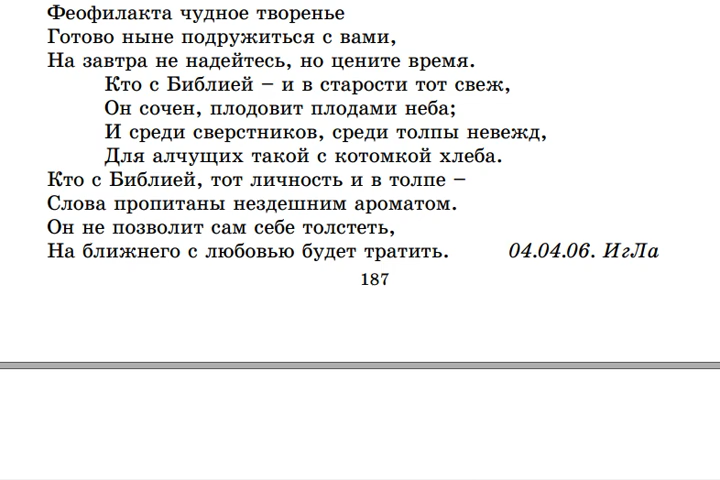 Феофилакта чудное творенье
Готово ныне подружиться с вами,
На завтра не надейтесь, но цените время.
Кто с Библией – и в старости тот свеж,
Он сочен, плодовит плодами неба;
И среди сверстников, среди толпы невежд,
Для алчущих такой с котомкой хлеба.
Кто с Библией, тот личность и в толпе –
Слова пропитаны нездешним ароматом.
Он не позволит сам себе толстеть,
На ближнего с любовью будет тратить. 04.04.06. ИгЛа
187